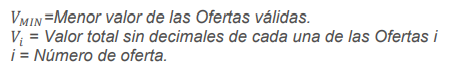 V_MIN=Menor valor de las Ofertas válidas.
V_i = Valor total sin decimales de cada una de las Ofertas i
i = Número de oferta.